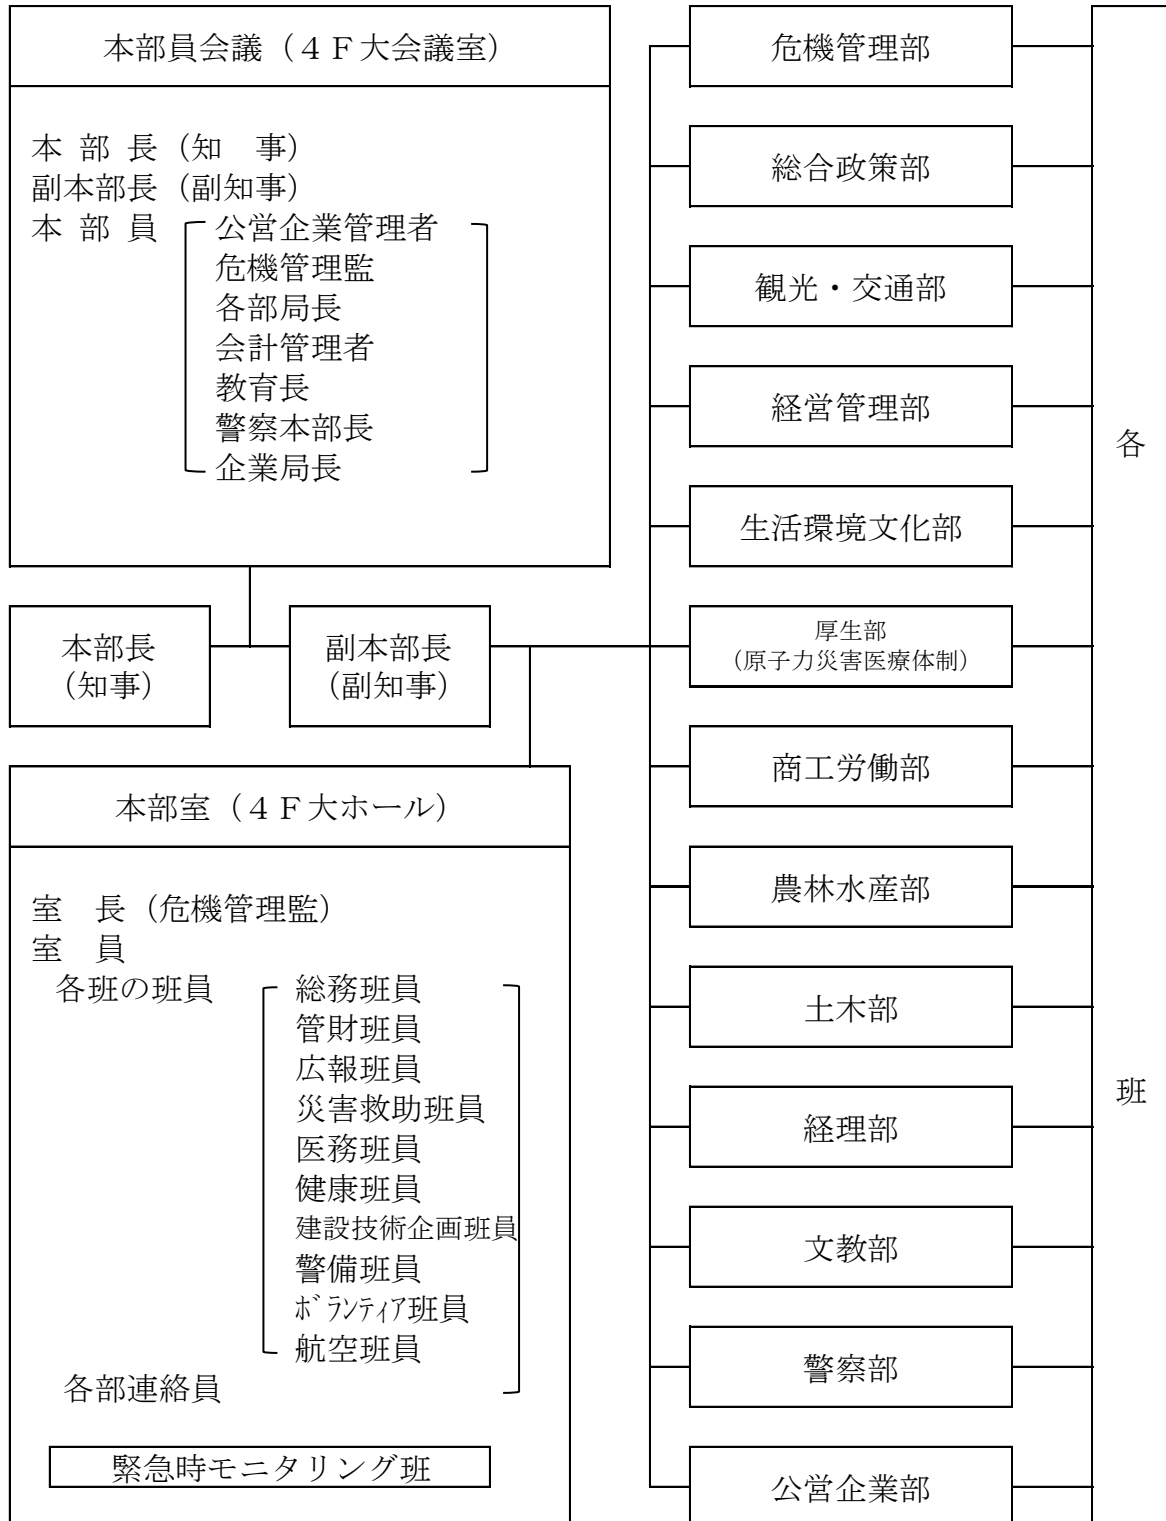 本部員会議（４Ｆ大会議室）
本 部 長（知　事）
副本部長（副知事）
本 部 員
公営企業管理者
危機管理監
各部局長
会計管理者
教育長
警察本部長
企業局長
本部長
（知事）
副本部長
（副知事）
本部室（４Ｆ大ホール）
室　長（危機管理監）
室　員
各班の班員
総務班員
管財班員
広報班員
災害救助班員
医務班員
健康班員
建設技術企画班員
警備班員
ﾎﾞﾗﾝﾃｨｱ班員
航空班員
各部連絡員
緊急時モニタリング班
危機管理部
総合政策部
観光・交通部
経営管理部
生活環境文化部
厚生部
（原子力災害医療体制）
商工労働部
農林水産部
土木部
経理部
文教部
警察部
公営企業部
各
班